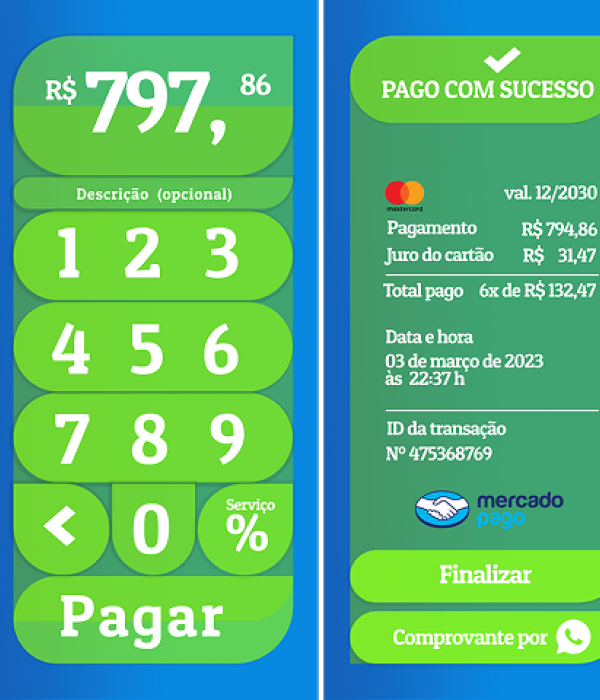 R$ 797, 86
Descrição (opcional)
1 2 3
4 5 6
7 8 9
< 0 Serviço %
Pagar
PAGO COM SUCESSO
mastercard
val. 12/2030
Pagamento R$ 794,86
Juro do cartão R$ 31,47
Total pago 6x de R$ 132,47
Data e hora
03 de março de 2023
às 22:37 h
ID da transação
Nº 475368769
mercado
pago
Finalizar
Comprovante por